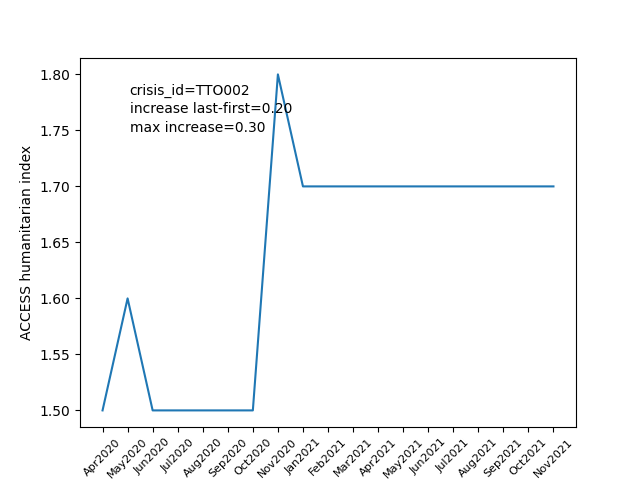 crisis_id=TTO002
increase last-first=0.20
max increase=0.30
ACCESS humanitarian index
1.80
1.75
1.70
1.65
1.60
1.55
1.50
Apr2020
May2020
Jun2020
Jul2020
Aug2020
Sep2020
Oct2020
Nov2020
Jan2021
Feb2021
Mar2021
Apr2021
May2021
Jun2021
Jul2021
Aug2021
Sep2021
Oct2021
Nov2021